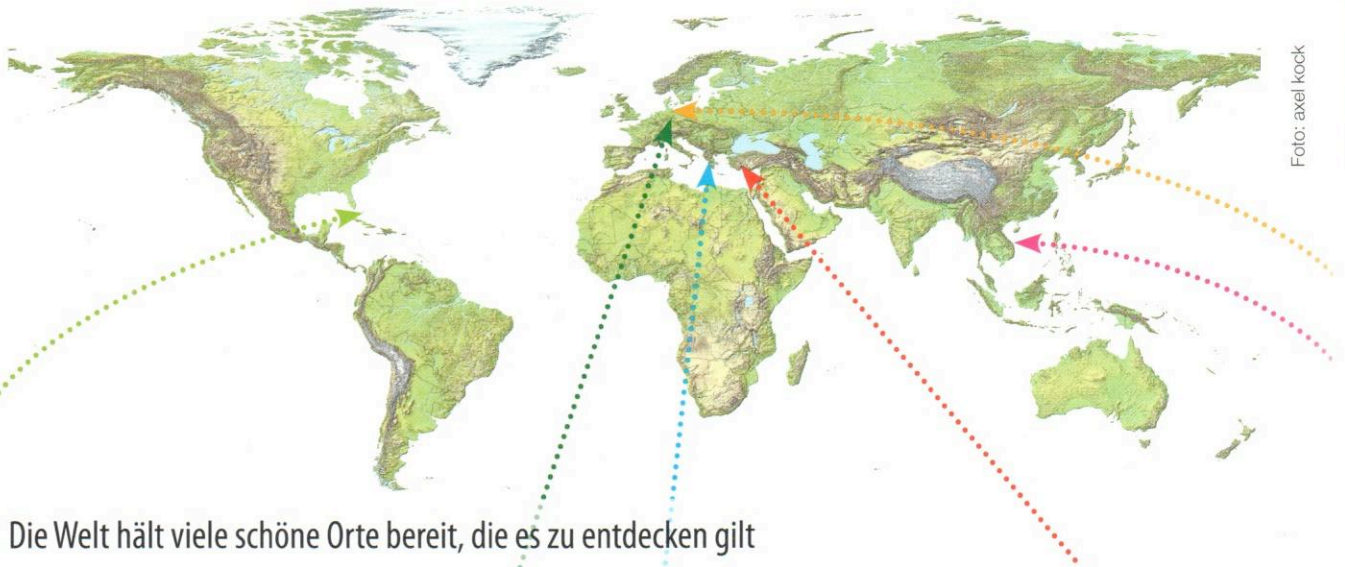 Foto: axel kock
Die Welt hält viele schöne Orte bereit, die es zu entdecken gilt